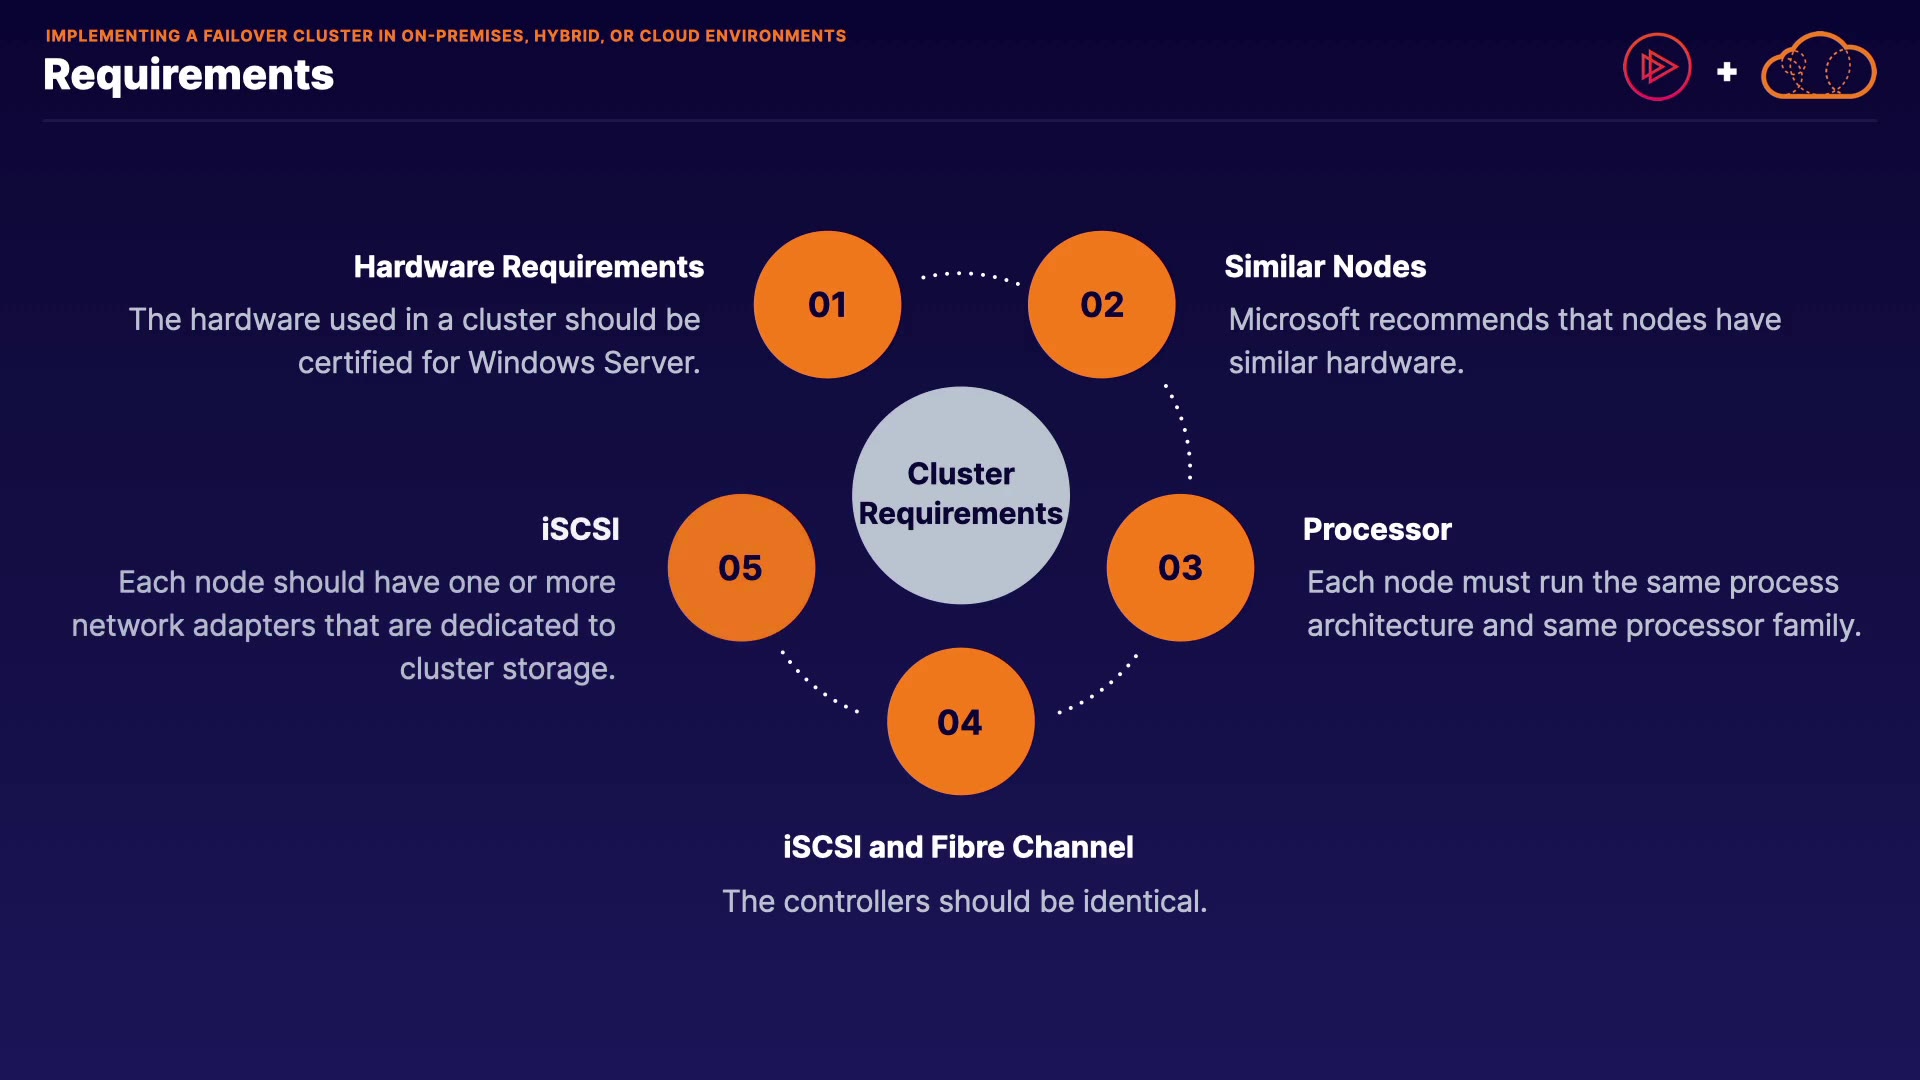 IMPLEMENTING A FAILOVER CLUSTER IN ON-PREMISES, HYBRID, OR CLOUD ENVIRONMENTS
Requirements
+
Hardware Requirements
The hardware used in a cluster should be
certified for Windows Server.
01
02
Similar Nodes
Microsoft recommends that nodes have
similar hardware.
Cluster
Requirements
iSCSI
Each node should have one or more
network adapters that are dedicated to
cluster storage.
05
03
Processor
Each node must run the same process
architecture and same processor family.
04
iSCSI and Fibre Channel
The controllers should be identical.